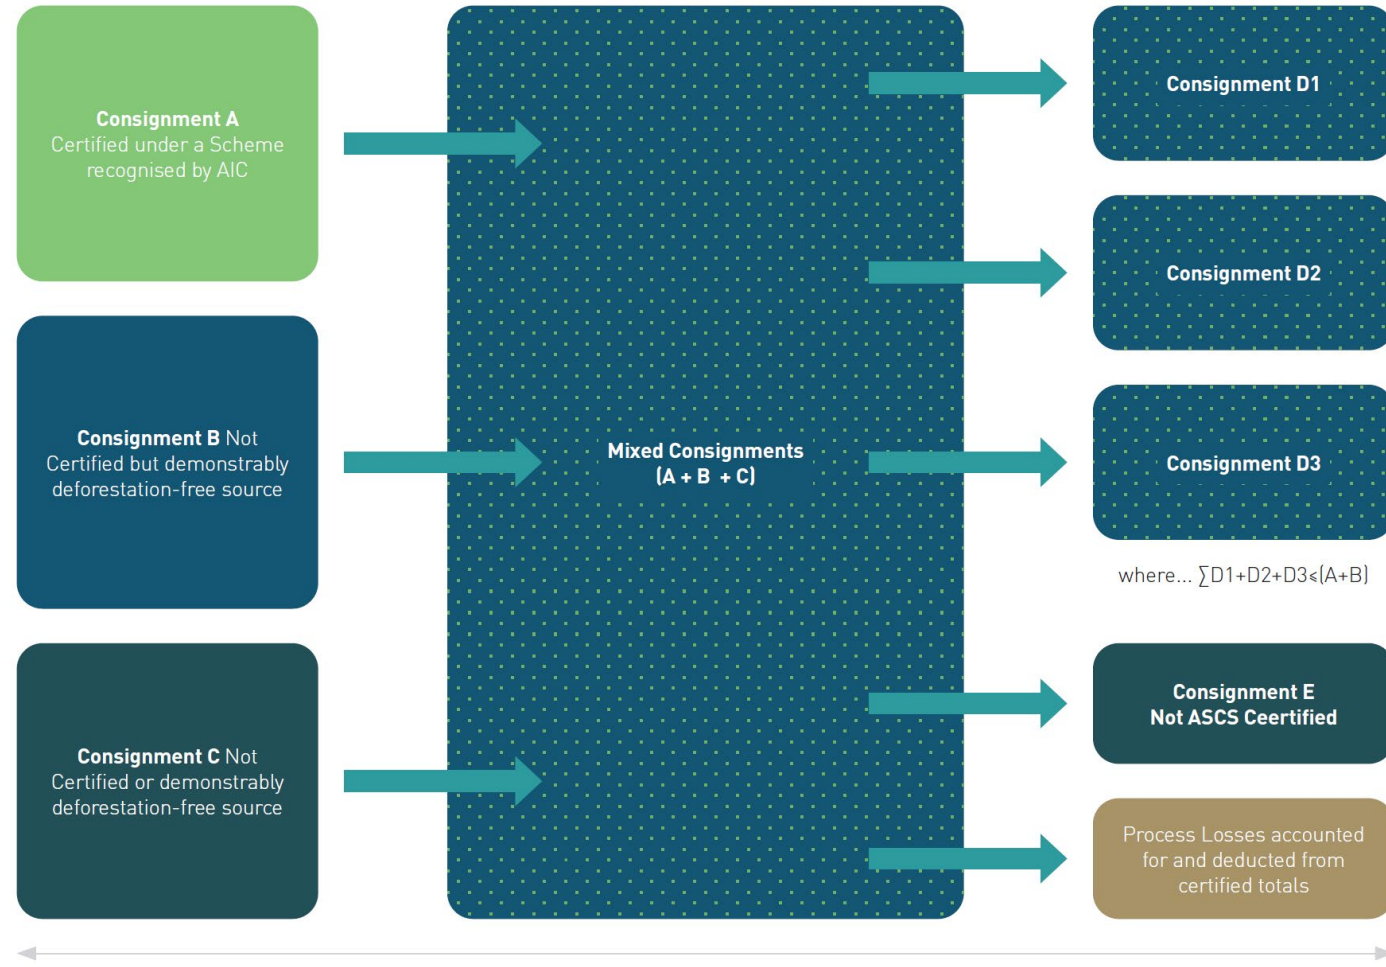 Consignment A
Certified under a Scheme
recognised by AIC
Consignment B Not
Certified but demonstrably
deforestation-free source
Consignment C Not
Certified or demonstrably
deforestation-free source
Mixed Consignments
(A + B + C)
Consignment D1
Consignment D2
Consignment D3
where... ∑D1+D2+D3⩽(A+B)
Consignment E
Not ASCS Ceertified
Process Losses accounted
for and deducted from
certified totals